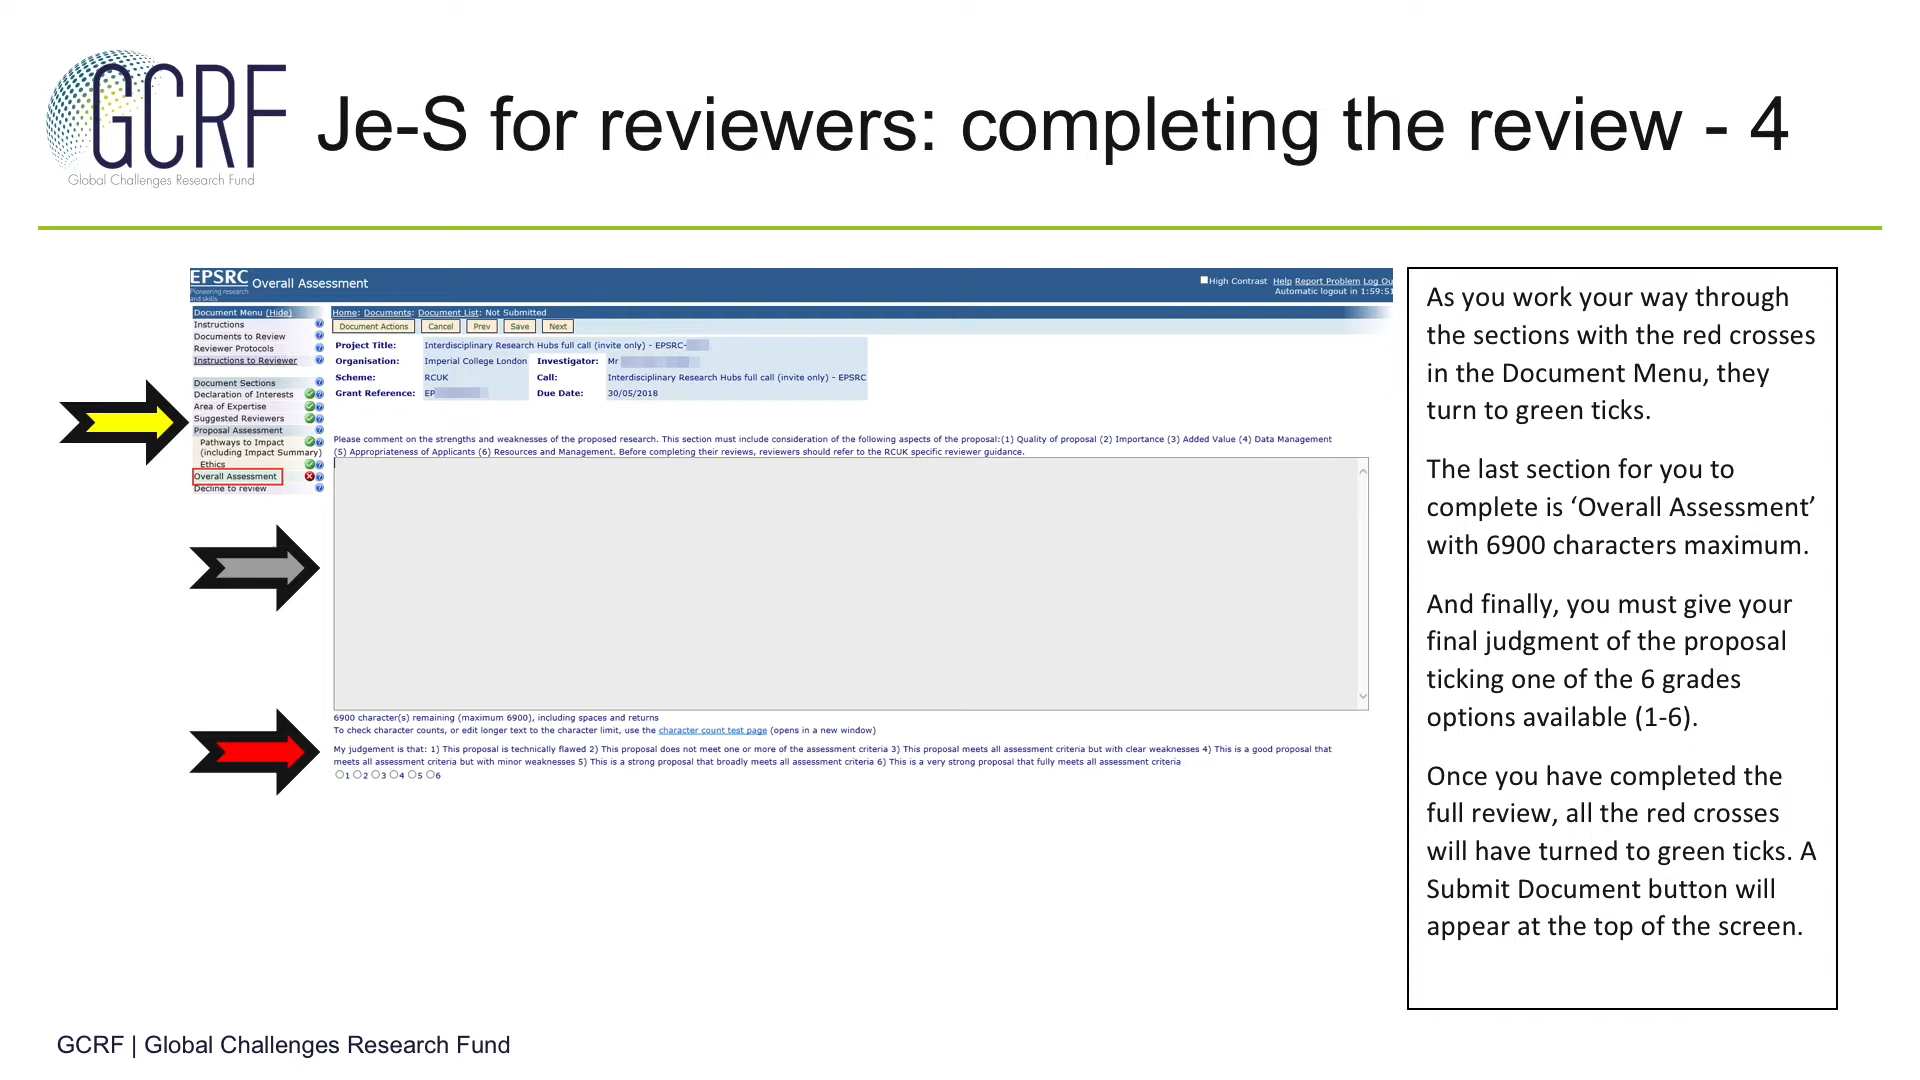 GCRF
Global Challenges Research Fund
Je-S for reviewers: completing the review - 4
EPSRC
Pioneering research
and skills
Overall Assessment
High Contrast Help Report Problem Log Ou
Automatic logout in 1:59:51
Document Menu (Hide)
Instructions
Documents to Review
Reviewer Protocols
Instructions to Reviewer
Document Sections
Declaration of Interests
Area of Expertise
Suggested Reviewers
Proposal Assessment
Pathways to Impact
(including Impact Summary)
Ethics
Overall Assessment
Decline to review
Home: Documents: Document List: Not Submitted
Document Actions Cancel Prev Save Next
Project Title: Interdisciplinary Research Hubs full call (invite only) - EPSRC-
Organisation: Imperial College London Investigator: Mr
Scheme: RCUK Call: Interdisciplinary Research Hubs full call (invite only) - EPSRC
Grant Reference: EP Due Date: 30/05/2018
Please comment on the strengths and weaknesses of the proposed research. This section must include consideration of the following aspects of the proposal:(1) Quality of proposal (2) Importance (3) Added Value (4) Data Management
(5) Appropriateness of Applicants (6) Resources and Management. Before completing their reviews, reviewers should refer to the RCUK specific reviewer guidance.
6900 character(s) remaining (maximum 6900), including spaces and returns
To check character counts, or edit longer text to the character limit, use the character count test page (opens in a new window)
My judgement is that: 1) This proposal is technically flawed 2) This proposal does not meet one or more of the assessment criteria 3) This proposal meets all assessment criteria but with clear weaknesses 4) This is a good proposal that
meets all assessment criteria but with minor weaknesses 5) This is a strong proposal that broadly meets all assessment criteria 6) This is a very strong proposal that fully meets all assessment criteria
1 2 3 4 5 6
As you work your way through
the sections with the red crosses
in the Document Menu, they
turn to green ticks.
The last section for you to
complete is ‘Overall Assessment’
with 6900 characters maximum.
And finally, you must give your
final judgment of the proposal
ticking one of the 6 grades
options available (1-6).
Once you have completed the
full review, all the red crosses
will have turned to green ticks. A
Submit Document button will
appear at the top of the screen.
GCRF | Global Challenges Research Fund